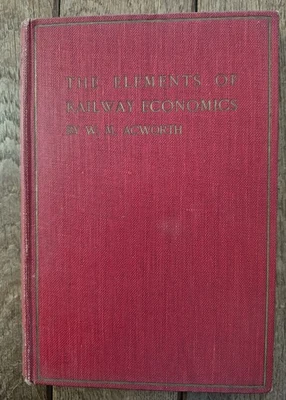 THE ELEMENTS OF
RAILWAY ECONOMICS
BY W. M. ACWORTH